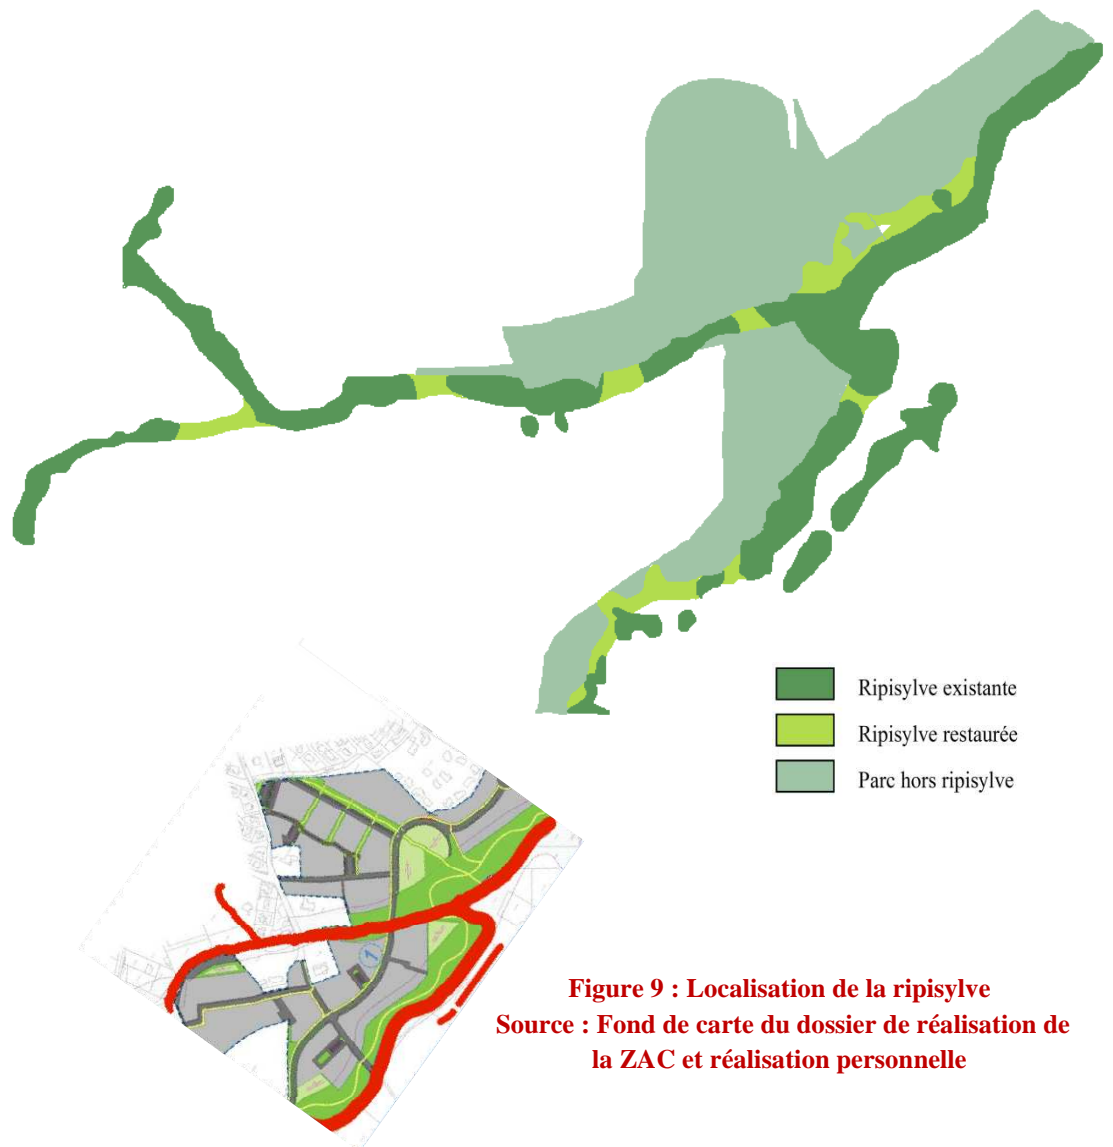 Ripisylve existante
Ripisylve restaurée
Parc hors ripisylve
1
Figure 9 : Localisation de la ripisylve
Source : Fond de carte du dossier de réalisation de
la ZAC et réalisation personnelle